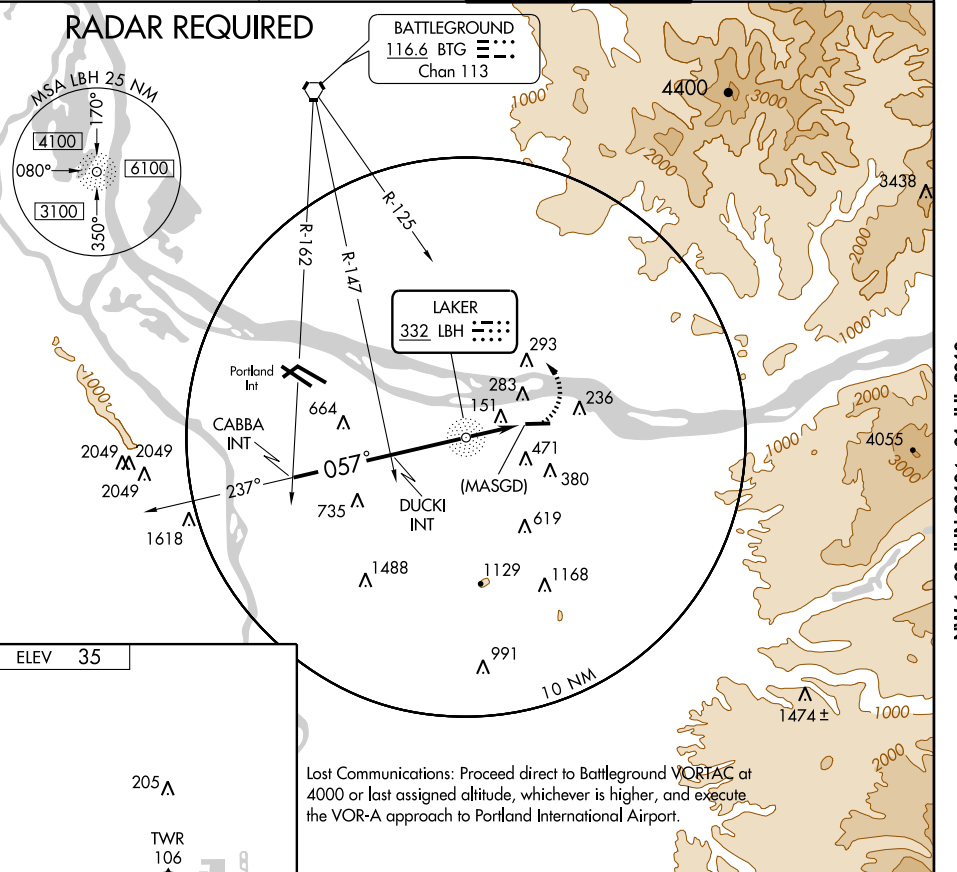 RADAR REQUIRED
BATTLEGROUND
116.6 BTG
Chan 113
MSA LBH 25 NM
170°
4100
080°
6100
3100
350°
1000
4400
3000
2000
3438
2000
1000
R-125
R-162
R-147
LAKER
332 LBH
293
283
151
236
Portland
Int
664
1000
CABBA
INT
2049
2049
2049
057°
237°
471
380
(MASGD)
DUCKI
INT
735
619
1618
1488
1129
1168
991
10 NM
2000
1000
4055
3000
1474 ±
1000
2000
ELEV 35
205
TWR
106
Lost Communications: Proceed direct to Battleground VORTAC at
4000 or last assigned altitude, whichever is higher, and execute
the VOR-A approach to Portland International Airport.